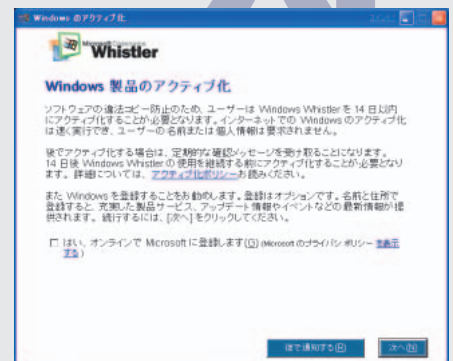 Windows のアクティブ化
Microsoft
Whistler
Windows 製品のアクティブ化
ソフトウェアの違法コピー防止のため、ユーザーは Windows Whistler を 14 日以内
にアクティブ化することが必要となります。インターネットでの Windows のアクティブ化
は速く実行でき、ユーザーの名前または個人情報は要求されません。
後でアクティブ化する場合は、定期的な確認メッセージを受け取ることになります。
14 日後 Windows Whistler の使用を継続する前にアクティブ化することが必要となり
ます。詳細については、アクティブ化ポリシーお読みください。
また Windows を登録することをお勧めします。登録はオプションです。名前と住所で
登録すると、充実した製品サービス、アップデート情報やイベントなどの最新情報が提
供されます。続行するには、[次へ] をクリックしてください。
はい、オンラインで Microsoft に登録します(G) (Microsoft のプライバシ ポリシー を表示
する)
後で通知する(R) 次へ(N)